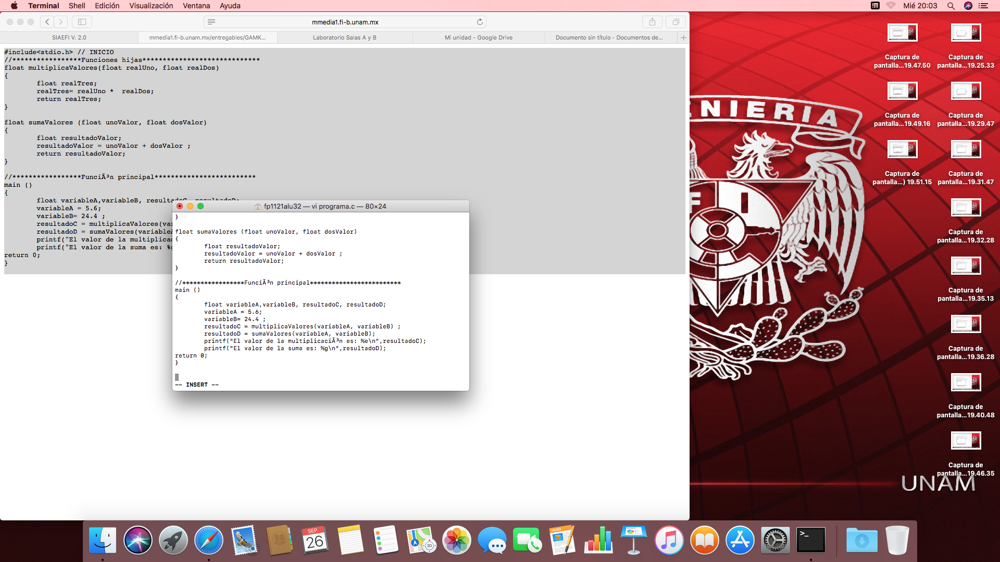 Terminal Shell Edición Visualización Ventana Ayuda Mié 20:03
mmedia1.fi-b.unam.mx
SIAEFI V. 2.0 mmedia1.fi-b.unam.mx/entregables/GAMK... Laboratorio Salas A y B Mi unidad - Google Drive Documento sin título - Documentos de...
#include<stdio.h> // INICIO
//*****************Funciones hijas*****************************
float multiplicaValores(float realUno, float realDos)
{
float realTres;
realTres= realUno * realDos;
return realTres;
}
float sumaValores (float unoValor, float dosValor)
{
float resultadoValor;
resultadoValor = unoValor + dosValor ;
return resultadoValor;
}
//*****************FunciÃ³n principal*************************
main ()
{
float variableA,variableB, resultadoC, resultadoD;
variableA = 5.6;
variableB= 24.4 ;
resultadoC = multiplicaValores(va
resultadoD = sumaValores(variableA
printf("El valor de la multiplicac
printf("El valor de la suma es: %g
return 0;
}
fp1121alu32 — vi programa.c — 80×24
}
float sumaValores (float unoValor, float dosValor)
{
float resultadoValor;
resultadoValor = unoValor + dosValor ;
return resultadoValor;
}
//*****************FunciÃ³n principal*************************
main ()
{
float variableA,variableB, resultadoC, resultadoD;
variableA = 5.6;
variableB= 24.4 ;
resultadoC = multiplicaValores(variableA, variableB) ;
resultadoD = sumaValores(variableA, variableB);
printf("El valor de la multiplicaciÃ³n es: %e\n",resultadoC);
printf("El valor de la suma es: %g\n",resultadoD);
return 0;
}
-- INSERT --
NIERIA
F I
Captura de
pantalla...19.47.50
Captura de
pantalla...19.25.33
Captura de
pantalla...19.49.16
Captura de
pantalla...19.29.47
Captura de
pantalla...) 19.51.15
Captura de
pantalla...19.31.47
Captura de
pantalla...19.32.28
Captura de
pantalla...19.35.13
Captura de
pantalla...19.36.28
Captura de
pantalla...19.40.48
Captura de
pantalla...19.46.35
UNAM
SEP.
26
3D
PAGES
>_